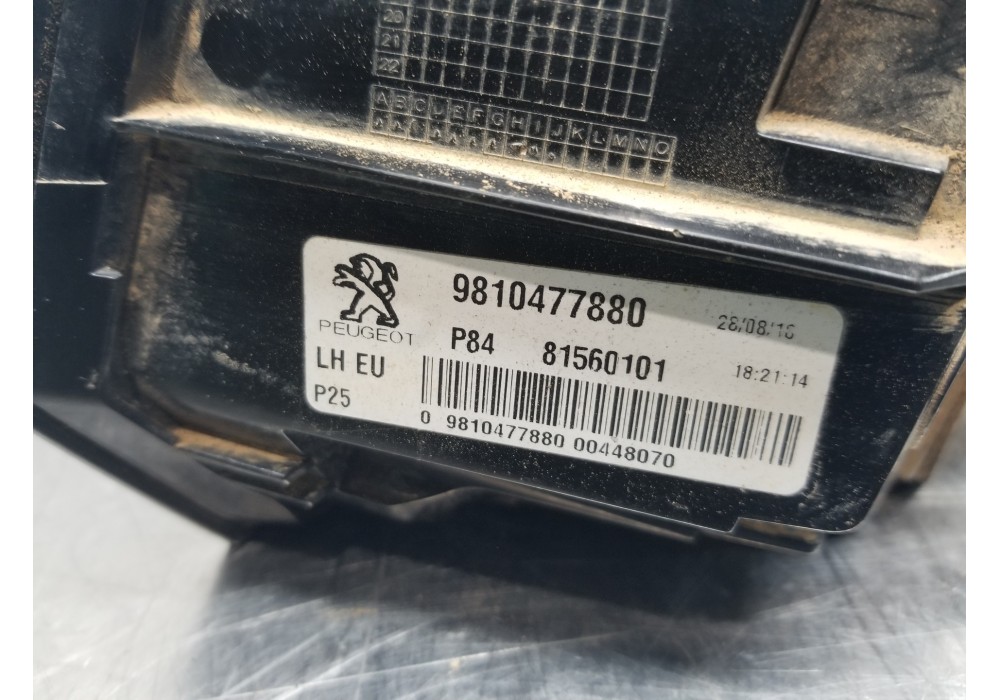 20
21
22
A B C D E F G H I J K L M N O
PEUGEOT
9810477880
P84 81560101
18:21:14
LH EU
P25
0 9810477880 00448070